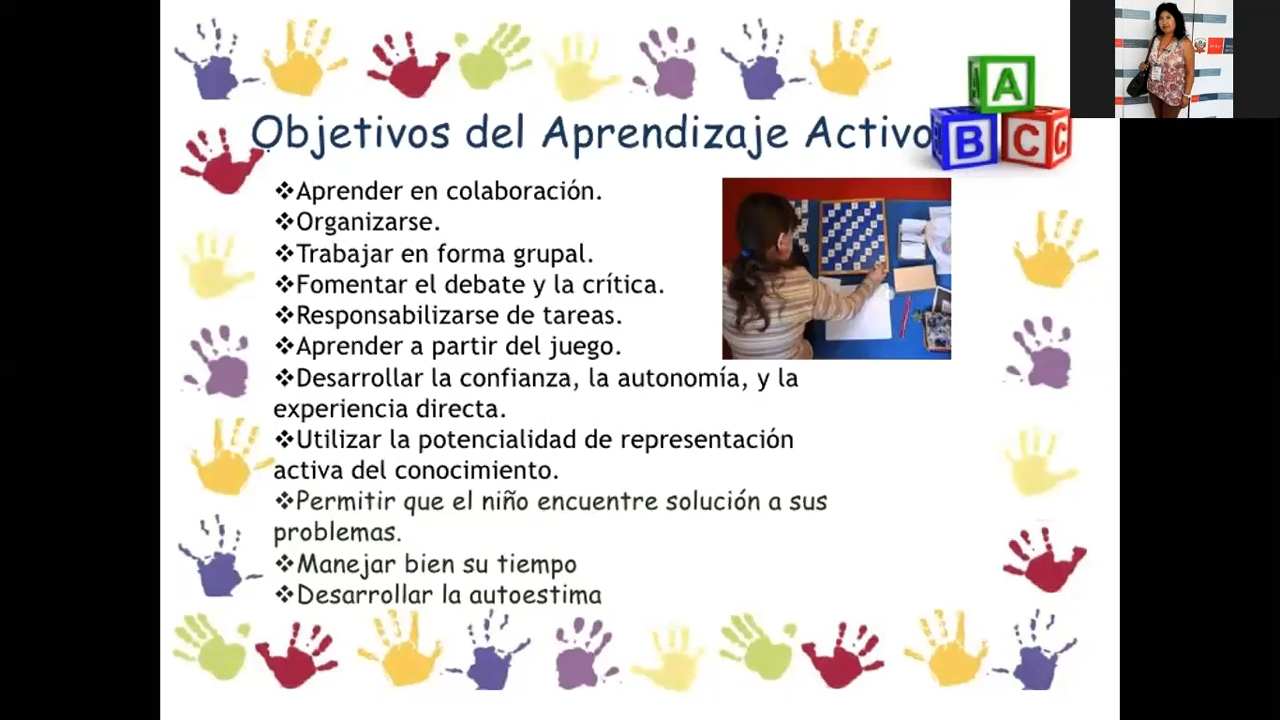 Objetivos del Aprendizaje Activo
❖Aprender en colaboración.
❖Organizarse.
❖Trabajar en forma grupal.
❖Fomentar el debate y la crítica.
❖Responsabilizarse de tareas.
❖Aprender a partir del juego.
❖Desarrollar la confianza, la autonomía, y la
experiencia directa.
❖Utilizar la potencialidad de representación
activa del conocimiento.
❖Permitir que el niño encuentre solución a sus
problemas.
❖Manejar bien su tiempo
❖Desarrollar la autoestima
A
B C C